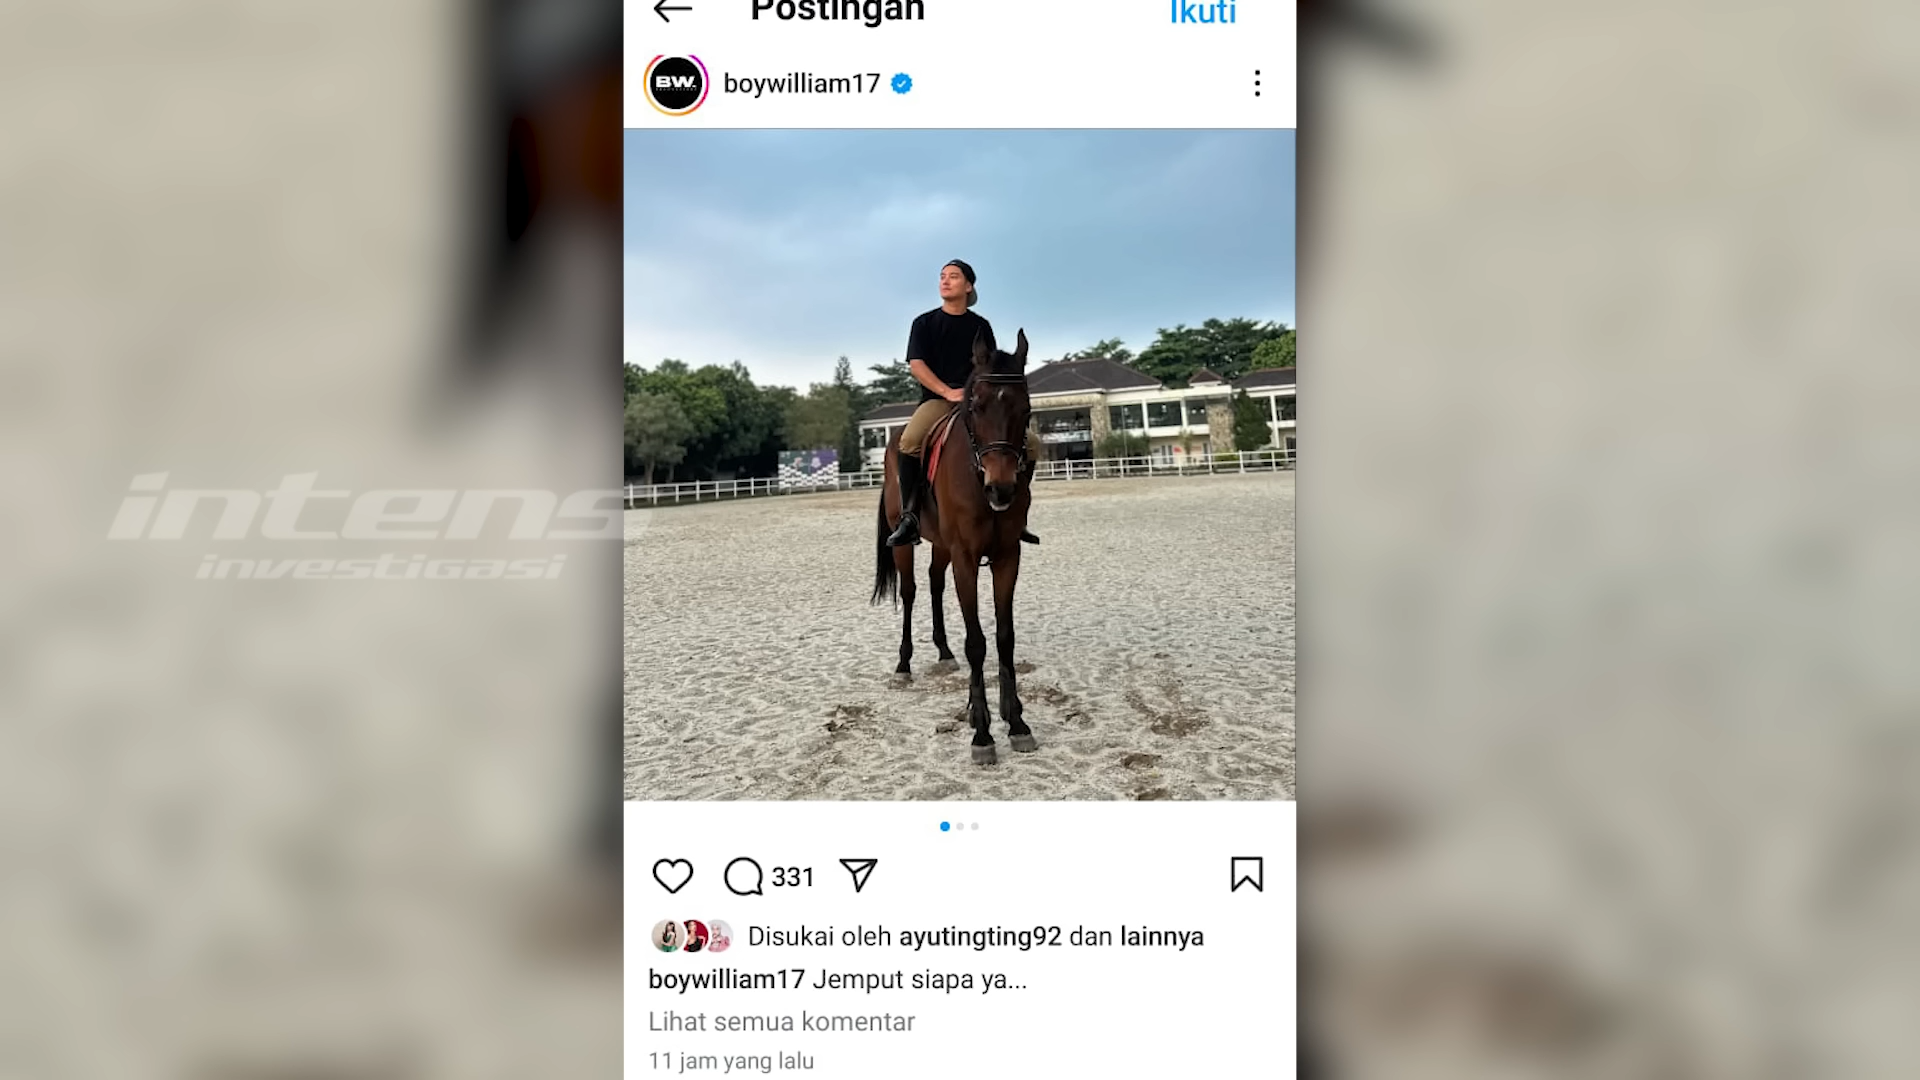 Postingan
Ikuti
BW.
boywilliam17
intens
investigasi
331
Disukai oleh ayutingting92 dan lainnya
boywilliam17 Jemput siapa ya...
Lihat semua komentar
11 jam yang lalu